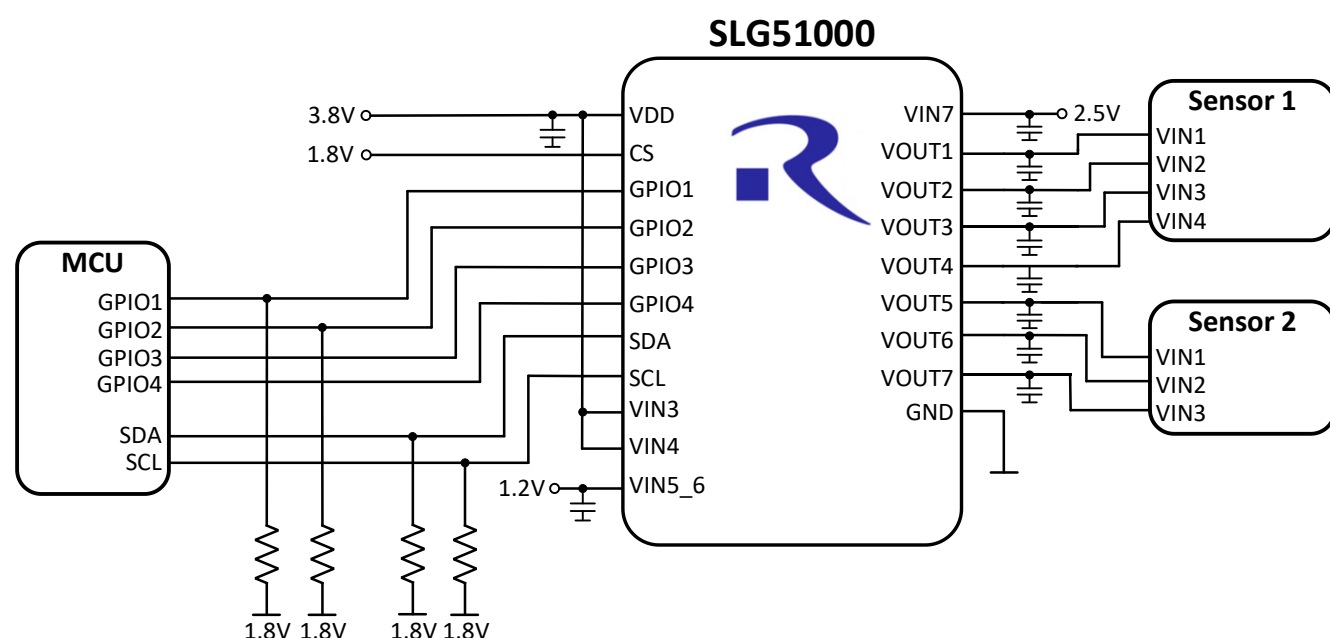 SLG51000
3.8V
1.8V
VDD
CS
GPIO1
GPIO2
GPIO3
GPIO4
SDA
SCL
VIN3
VIN4
1.2V
VIN5_6
VIN7
VOUT1
VOUT2
VOUT3
VOUT4
VOUT5
VOUT6
VOUT7
GND
2.5V
Sensor 1
VIN1
VIN2
VIN3
VIN4
Sensor 2
VIN1
VIN2
VIN3
MCU
GPIO1
GPIO2
GPIO3
GPIO4
SDA
SCL
1.8V 1.8V 1.8V 1.8V